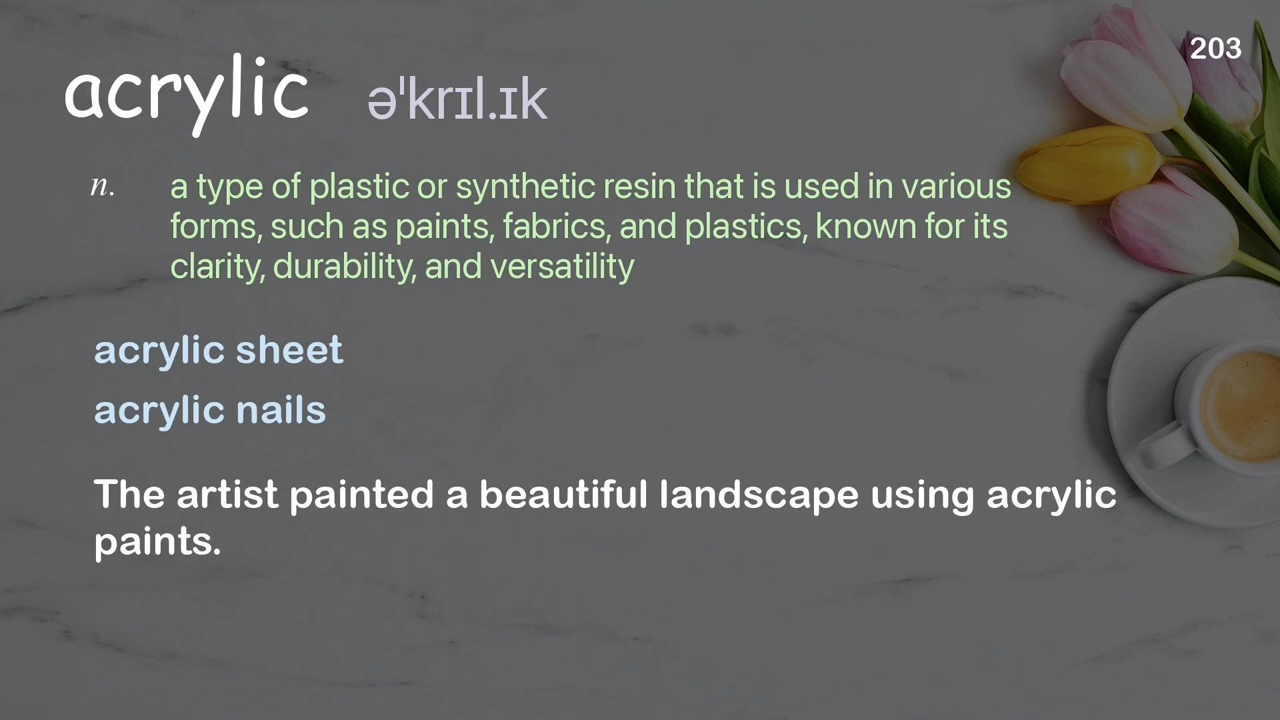 203
acrylic əˈkrɪl.ɪk
n. a type of plastic or synthetic resin that is used in various
forms, such as paints, fabrics, and plastics, known for its
clarity, durability, and versatility
acrylic sheet
acrylic nails
The artist painted a beautiful landscape using acrylic
paints.